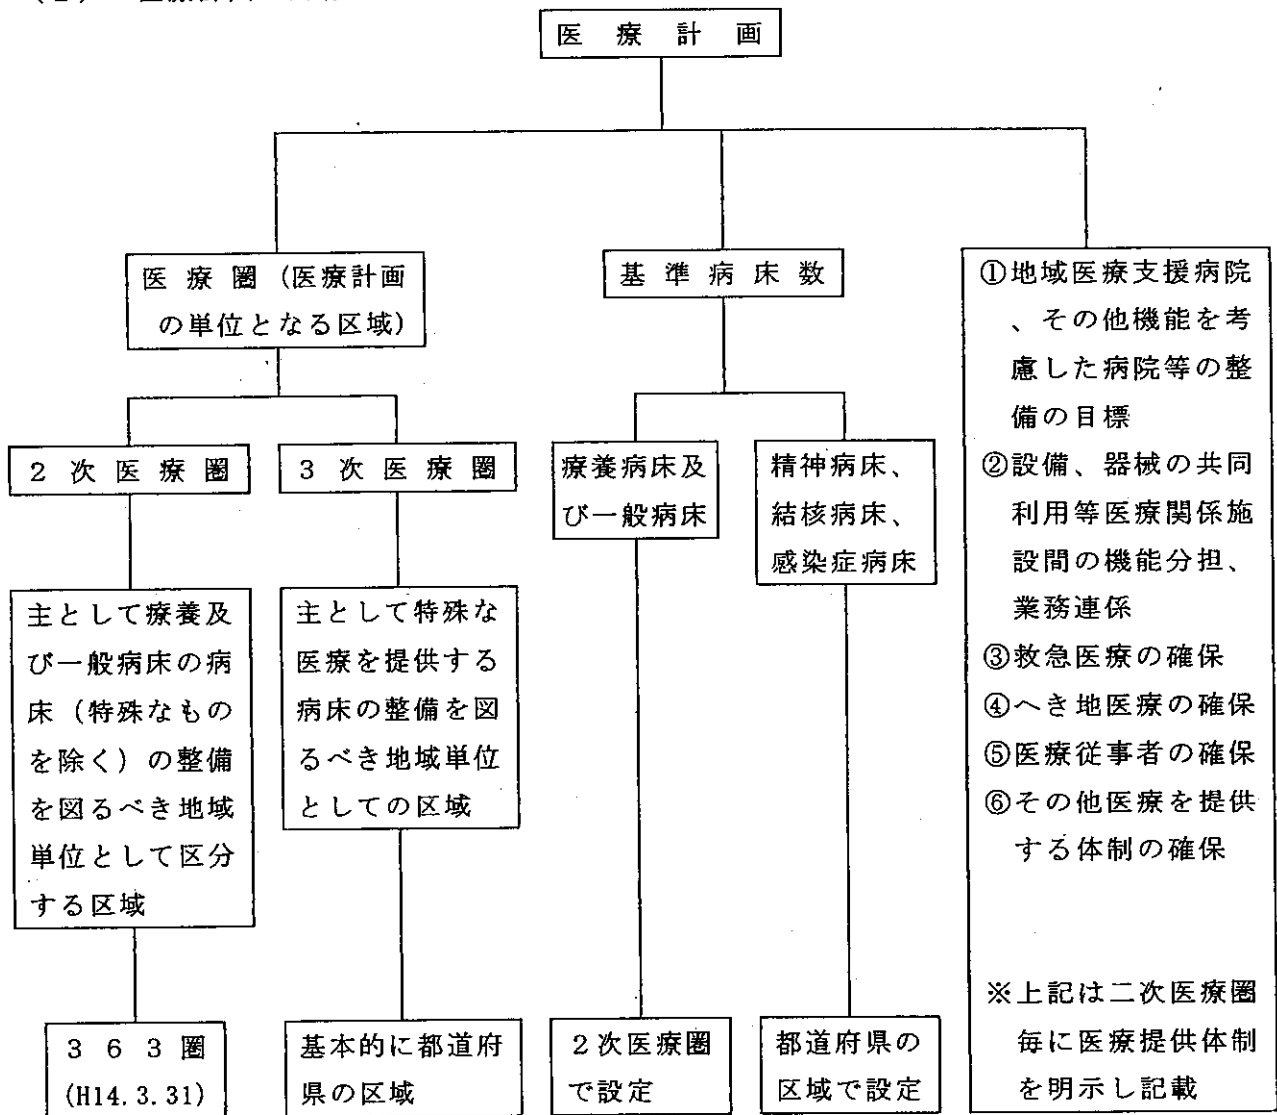 医療計画
医療圏(医療計画
の単位となる区域)
2次医療圏
主として療養及
び一般病床の病
床(特殊なもの
を除く)の整備
を図るべき地域
単位として区分
する区域
363圏
(H14.3.31)
3次医療圏
主として特殊な
医療を提供する
病床の整備を図
るべき地域単位
としての区域
基本的に都道府
県の区域
基準病床数
療養病床及
び一般病床
2次医療圏
で設定
精神病床、
結核病床、
感染症病床
都道府県の
区域で設定
①地域医療支援病院
、その他機能を考
慮した病院等の整
備の目標
②設備、器械の共同
利用等医療関係施
設間の機能分担、
業務連係
③救急医療の確保
④へき地医療の確保
⑤医療従事者の確保
⑥その他医療を提供
する体制の確保
※上記は二次医療圏
毎に医療提供体制
を明示し記載